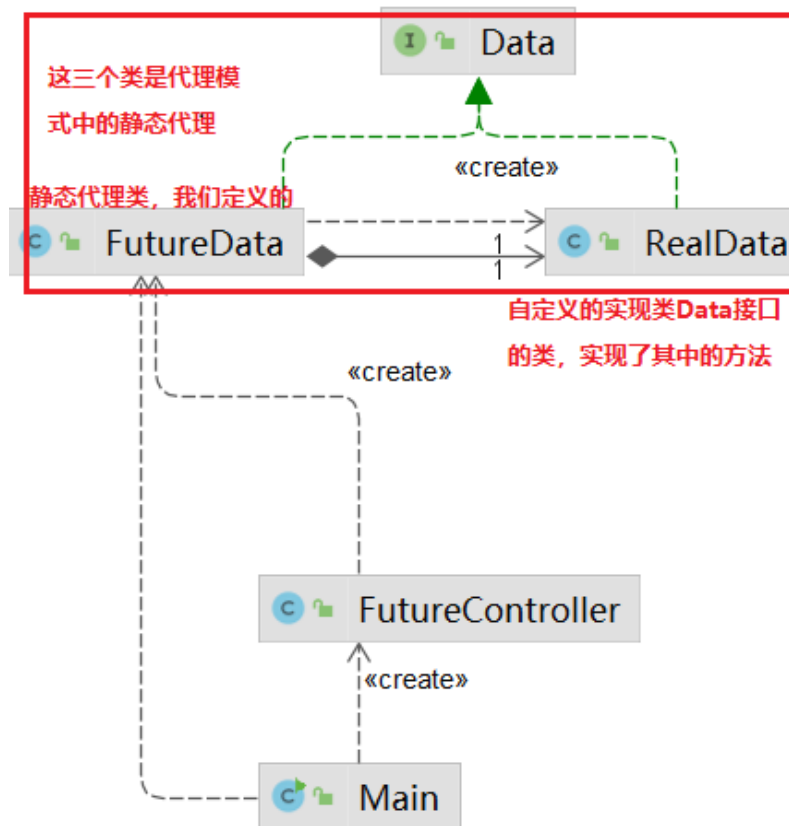 I Data
这三个类是代理模
式中的静态代理
«create»
静态代理类，我们定义的
C FutureData
1
1
C RealData
自定义的实现类Data接口
的类，实现了其中的方法
«create»
C FutureController
«create»
C Main